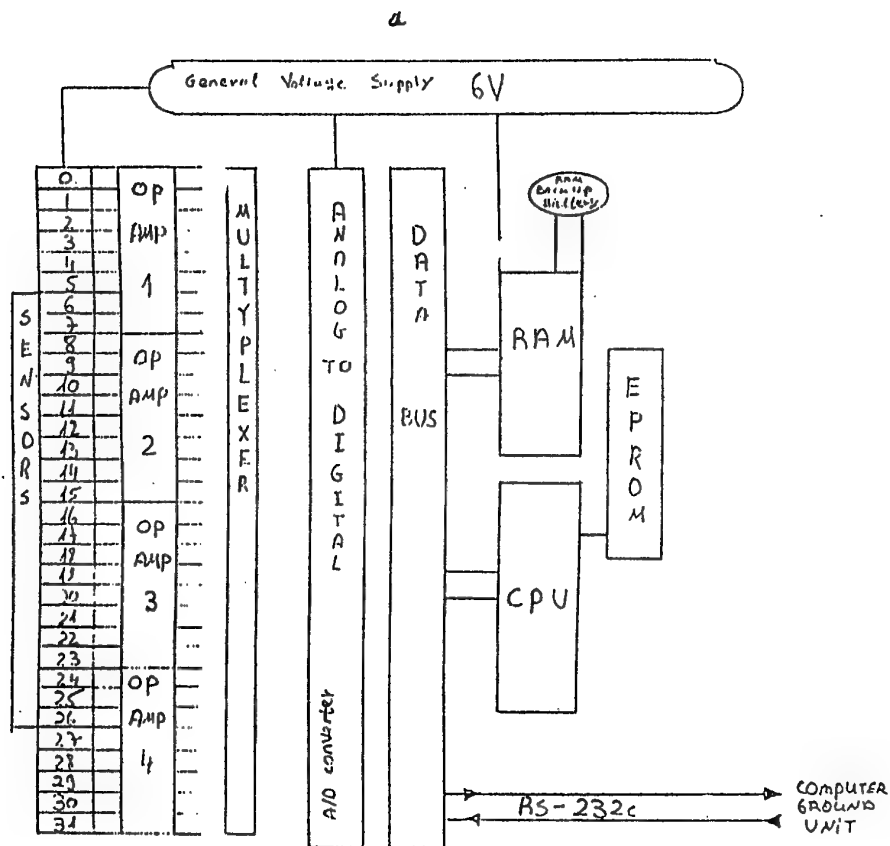 a
General Voltage Supply 6V
RAM
BackUp
Battery
0
1
2
3
4
5
6
7
8
9
10
11
12
13
14
15
16
17
18
19
20
21
22
23
24
25
26
27
28
29
30
31
SENSORS
OP
AMP
1
OP
AMP
2
OP
AMP
3
OP
AMP
4
MULTYPLEXER
ANALOG TO DIGITAL
A/D converter
DATA
BUS
RAM
EPROM
CPU
RS-232c
COMPUTER
GROUND
UNIT